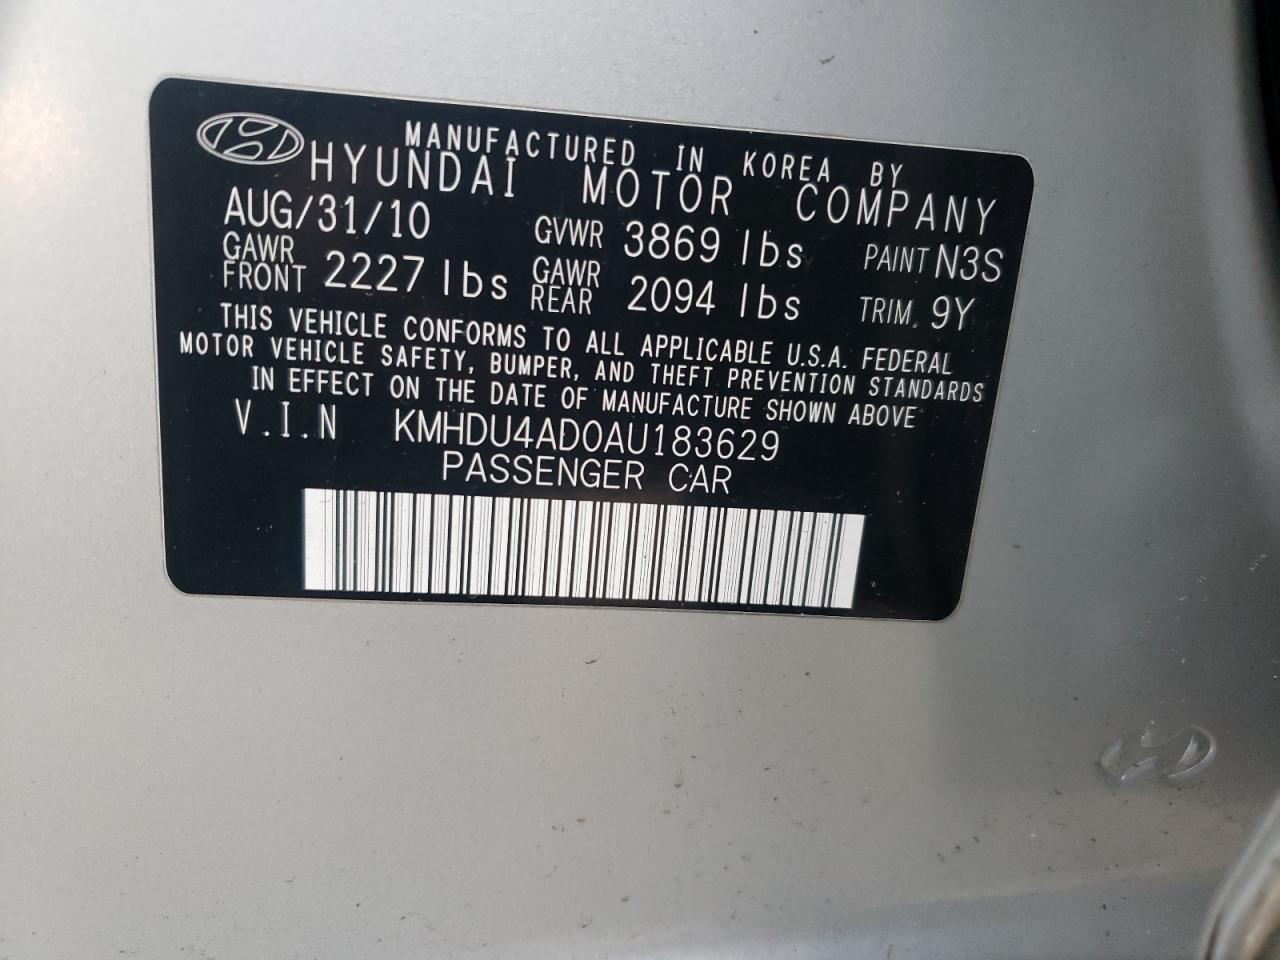 MANUFACTURED IN KOREA BY
HYUNDAI MOTOR COMPANY
AUG/31/10 GVWR 3869 lbs PAINT N3S
GAWR FRONT 2227 lbs GAWR REAR 2094 lbs TRIM. 9Y
THIS VEHICLE CONFORMS TO ALL APPLICABLE U.S.A. FEDERAL
MOTOR VEHICLE SAFETY, BUMPER, AND THEFT PREVENTION STANDARDS
IN EFFECT ON THE DATE OF MANUFACTURE SHOWN ABOVE
V.I.N KMHDU4AD0AU183629
PASSENGER CAR